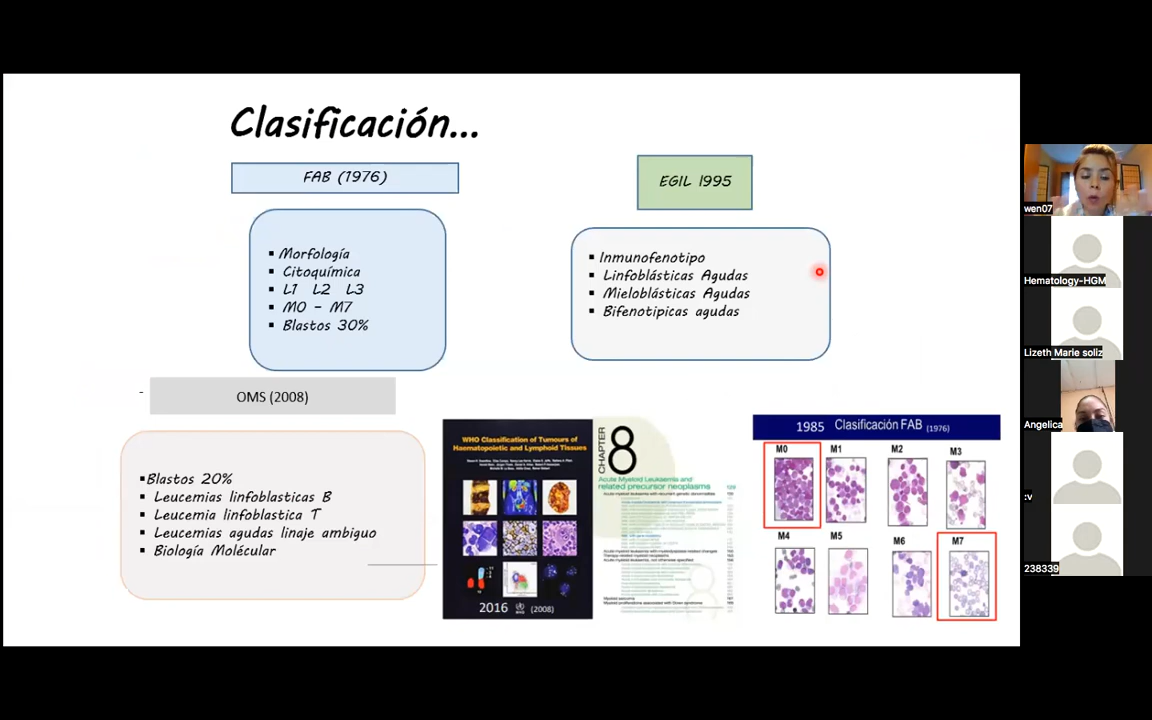 Clasificación...
FAB (1976)
EGIL 1995
▪ Morfología
▪ Citoquímica
▪ L1 L2 L3
▪ M0 – M7
▪ Blastos 30%
▪ Inmunofenotipo
▪ Linfoblásticas Agudas
▪ Mieloblásticas Agudas
▪ Bifenotipicas agudas
OMS (2008)
▪Blastos 20%
▪ Leucemias linfoblasticas B
▪ Leucemia linfoblastica T
▪ Leucemias agudas linaje ambiguo
▪ Biología Molécular
WHO Classification of Tumours of
Haematopoietic and Lymphoid Tissues
2016 (2008)
CHAPTER 8
Acute Myeloid Leukaemia and
related precursor neoplasms
1985 Clasificación FAB (1976)
M0 M1 M2 M3
M4 M5 M6 M7
wen07
Hematology-HGM
Lizeth Marie soliz
Angelica
:v
238339